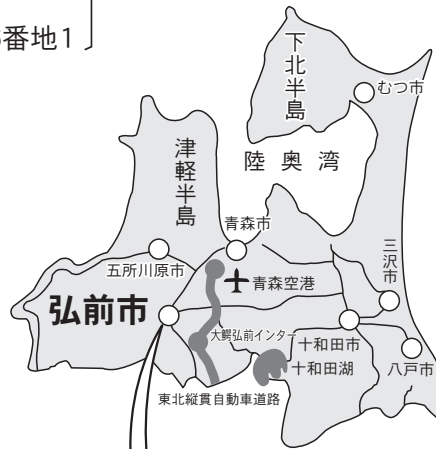 番地1
下北半島
むつ市
陸奥湾
津軽半島
青森市
三沢市
五所川原市
青森空港
弘前市
大鰐弘前インター
十和田市
十和田湖
八戸市
東北縦貫自動車道路